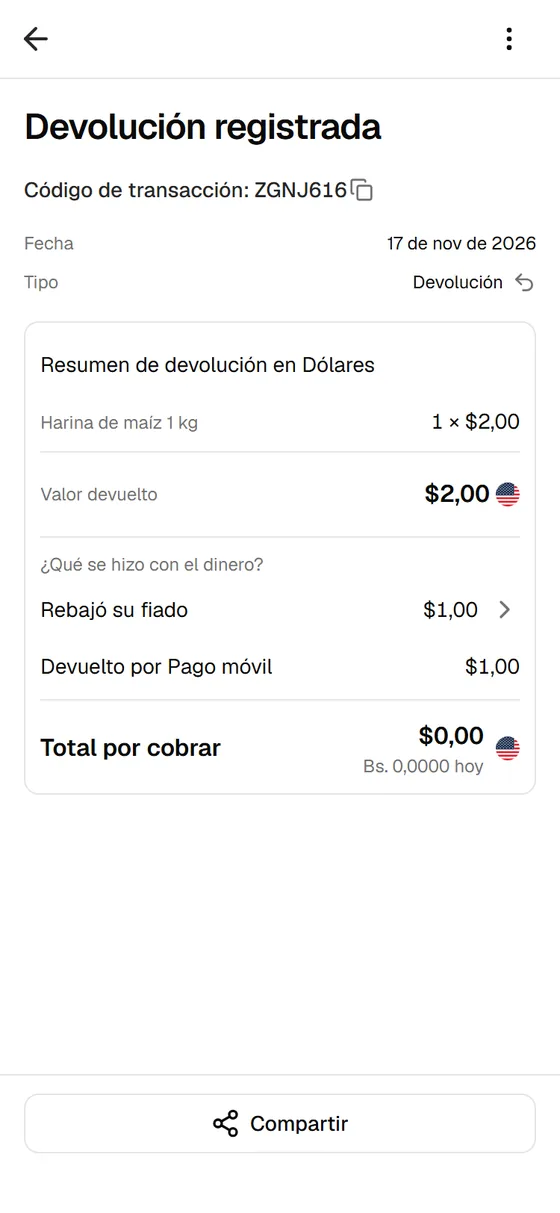 Devolución registrada
Código de transacción: ZGNJ616
Fecha 17 de nov de 2026
Tipo Devolución
Resumen de devolución en Dólares
Harina de maíz 1 kg 1 × $2,00
Valor devuelto $2,00
¿Qué se hizo con el dinero?
Rebajó su fiado $1,00
Devuelto por Pago móvil $1,00
Total por cobrar $0,00
Bs. 0,0000 hoy
Compartir